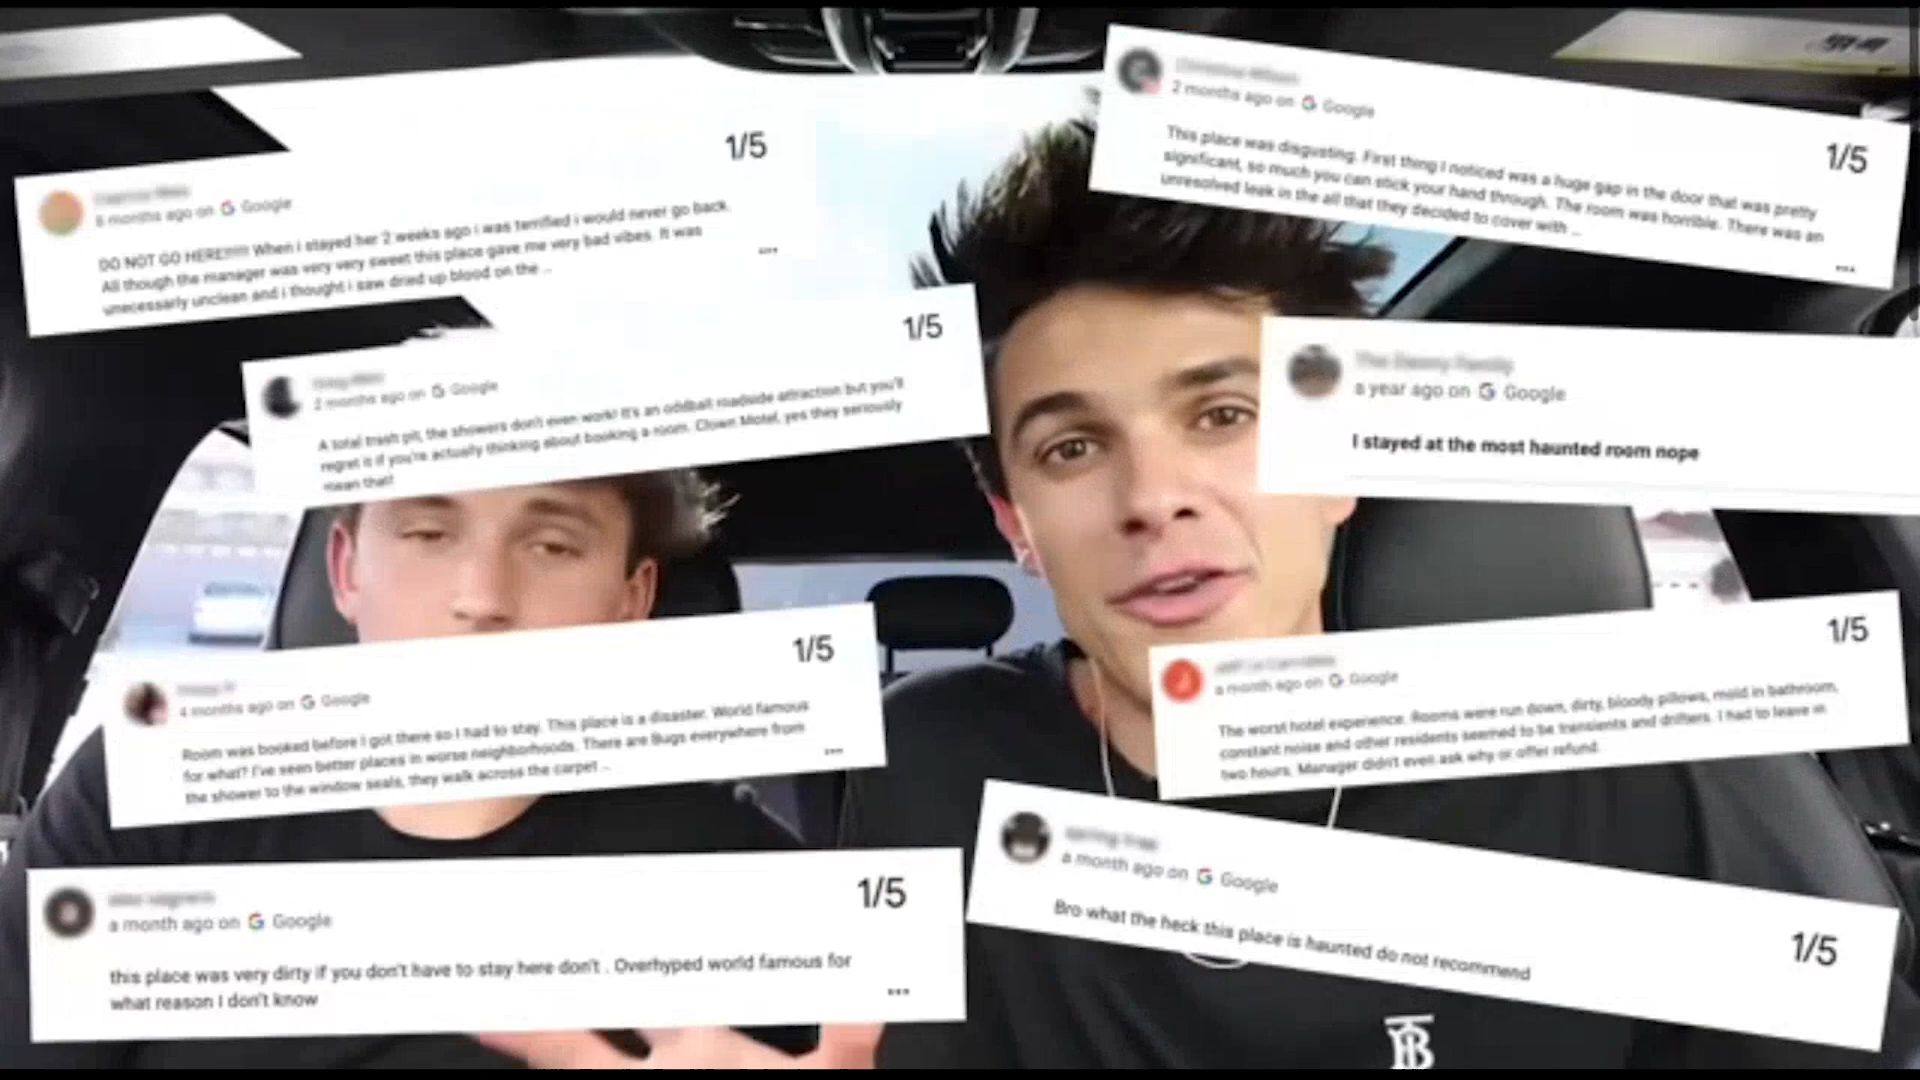 1/5
8 months ago on Google
DO NOT GO HERE!!!!!! When i stayed her 2 weeks ago i was terrified i would never go back.
All though the manager was very very sweet this place gave me very bad vibes. It was
unecessarly unclean and i thought i saw dried up blood on the ...
2 months ago on Google
1/5
This place was disgusting. First thing I noticed was a huge gap in the door that was pretty
significant, so much you can stick your hand through. The room was horrible. There was an
unresolved leak in the all that they decided to cover with ...
1/5
2 months ago on Google
A total trash pit, the showers don't even work! It's an oddball roadside attraction but you'll
regret it if you're actually thinking about booking a room. Clown Motel, yes they seriously
mean that!
a year ago on Google
I stayed at the most haunted room nope
1/5
4 months ago on Google
Room was booked before I got there so I had to stay. This place is a disaster. World famous
for what? I've seen better places in worse neighborhoods. There are Bugs everywhere from
the shower to the window seals, they walk across the carpet ...
1/5
a month ago on Google
The worst hotel experience. Rooms were run down, dirty, bloody pillows, mold in bathroom,
constant noise and other residents seemed to be transients and drifters. I had to leave in
two hours. Manager didn't even ask why or offer refund.
1/5
a month ago on Google
this place was very dirty if you don't have to stay here don't . Overhyped world famous for
what reason I don't know
a month ago on Google
Bro what the heck this place is haunted do not recommend
1/5